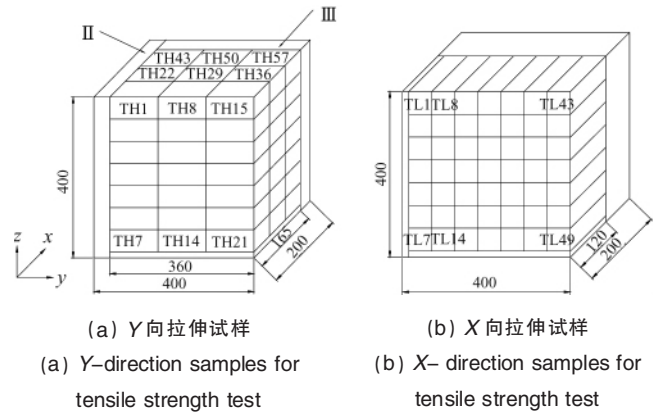 Ⅱ
Ⅲ
TH43 TH50 TH57
TH22 TH29 TH36
TH1 TH8 TH15
400
TH7 TH14 TH21
165
200
360
400
z
x
y
TL1 TL8 TL43
400
TL7 TL14 TL49
120
200
400
(a) Y向拉伸试样
(a) Y-direction samples for
tensile strength test
(b) X向拉伸试样
(b) X- direction samples for
tensile strength test